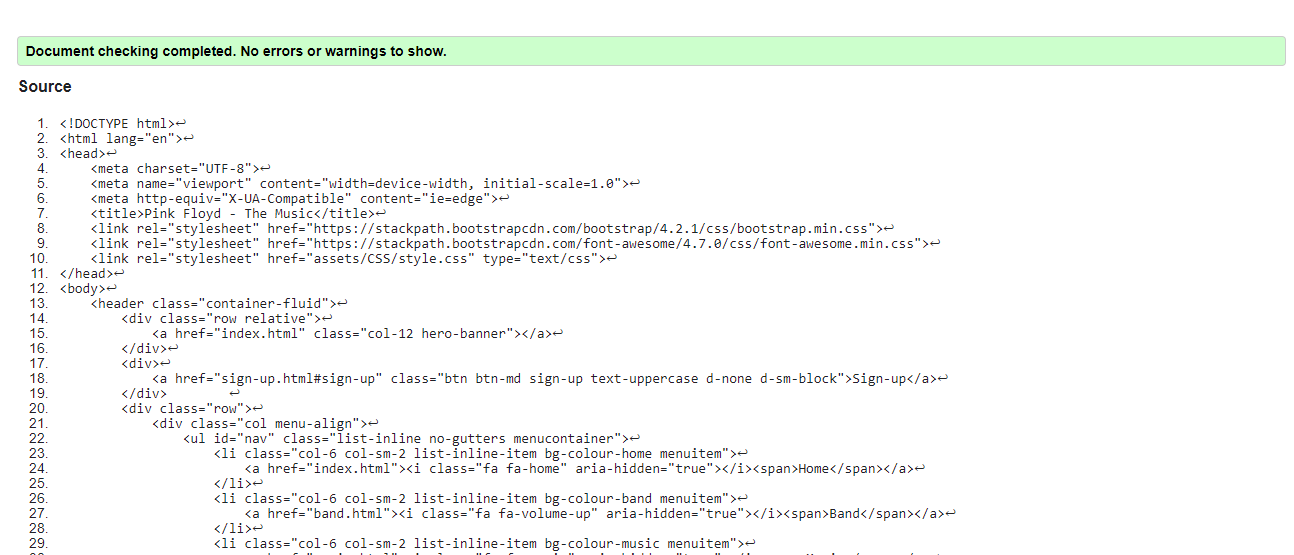 Document checking completed. No errors or warnings to show.
Source
1. <!DOCTYPE html>↩
2. <html lang="en">↩
3. <head>↩
4.     <meta charset="UTF-8">↩
5.     <meta name="viewport" content="width=device-width, initial-scale=1.0">↩
6.     <meta http-equiv="X-UA-Compatible" content="ie=edge">↩
7.     <title>Pink Floyd - The Music</title>↩
8.     <link rel="stylesheet" href="https://stackpath.bootstrapcdn.com/bootstrap/4.2.1/css/bootstrap.min.css">↩
9.     <link rel="stylesheet" href="https://stackpath.bootstrapcdn.com/font-awesome/4.7.0/css/font-awesome.min.css">↩
10.     <link rel="stylesheet" href="assets/CSS/style.css" type="text/css">↩
11. </head>↩
12. <body>↩
13.     <header class="container-fluid">↩
14.         <div class="row relative">↩
15.             <a href="index.html" class="col-12 hero-banner"></a>↩
16.         </div>↩
17.         <div>↩
18.             <a href="sign-up.html#sign-up" class="btn btn-md sign-up text-uppercase d-none d-sm-block">Sign-up</a>↩
19.         </div>        ↩
20.         <div class="row">↩
21.             <div class="col menu-align">↩
22.                 <ul id="nav" class="list-inline no-gutters menucontainer">↩
23.                     <li class="col-6 col-sm-2 list-inline-item bg-colour-home menuitem">↩
24.                         <a href="index.html"><i class="fa fa-home" aria-hidden="true"></i><span>Home</span></a>↩
25.                     </li>↩
26.                     <li class="col-6 col-sm-2 list-inline-item bg-colour-band menuitem">↩
27.                         <a href="band.html"><i class="fa fa-volume-up" aria-hidden="true"></i><span>Band</span></a>↩
28.                     </li>↩
29.                     <li class="col-6 col-sm-2 list-inline-item bg-colour-music menuitem">↩